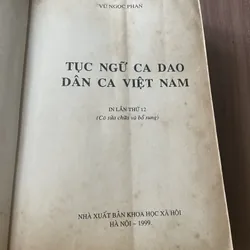 VŨ NGỌC PHAN
TỤC NGỮ CA DAO
DÂN CA VIỆT NAM
IN LẦN THỨ 12
(Có sửa chữa và bổ sung)
NHÀ XUẤT BẢN KHOA HỌC XÃ HỘI
HÀ NỘI - 1999